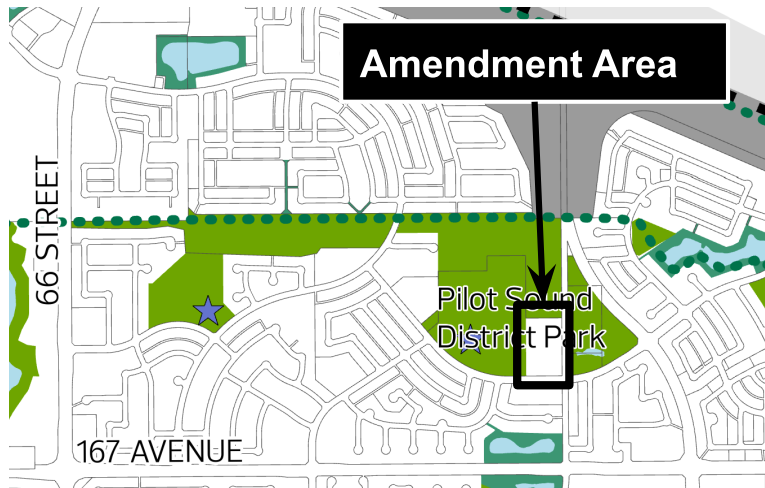 Amendment Area
66 STREET
Pilot Sound
District Park
167 AVENUE